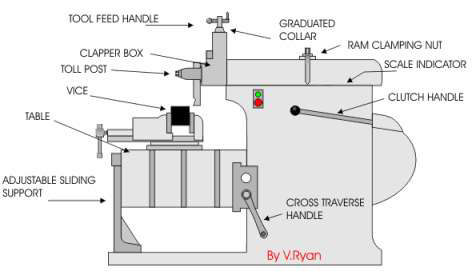 TOOL FEED HANDLE
GRADUATED
COLLAR
CLAPPER BOX
RAM CLAMPING NUT
TOLL POST
SCALE INDICATOR
VICE
CLUTCH HANDLE
TABLE
ADJUSTABLE SLIDING
SUPPORT
CROSS TRAVERSE
HANDLE
By V.Ryan